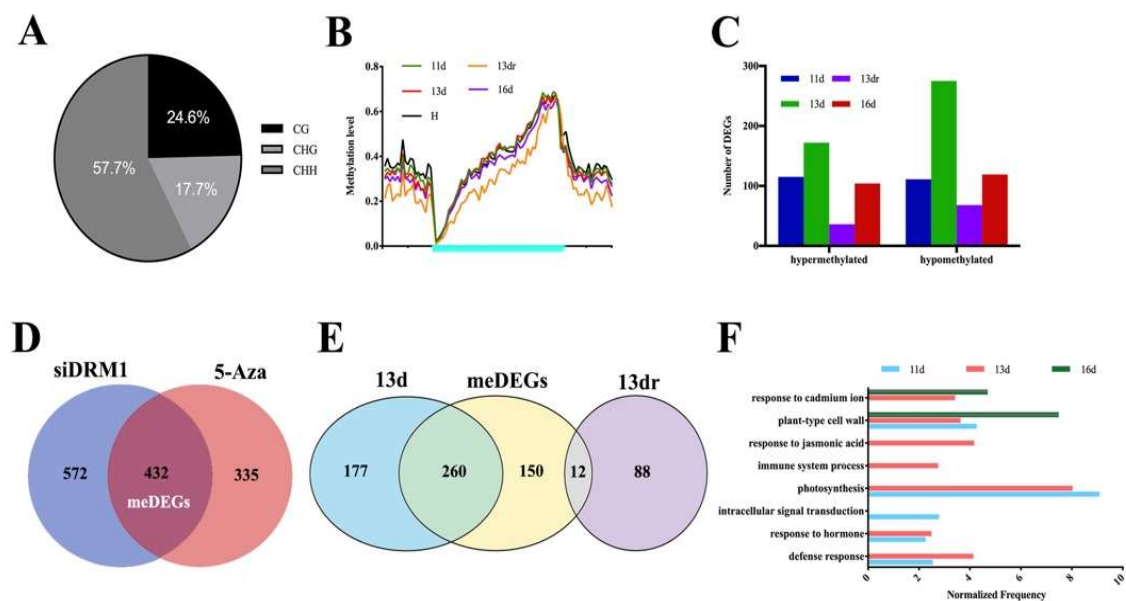 A
24.6%
57.7%
17.7%
CG
CHG
CHH
B
11d
13dr
13d
16d
H
0.8
0.6
0.4
0.2
0.0
Methylation level
C
300
200
100
0
Number of DEGs
11d
13dr
13d
16d
hypermethylated
hypomethylated
D
siDRM1
5-Aza
572
432
335
meDEGs
E
13d
meDEGs
13dr
177
260
150
12
88
F
11d
13d
16d
response to cadmium ion
plant-type cell wall
response to jasmonic acid
immune system process
photosynthesis
intracellular signal transduction
response to hormone
defense response
0
2
4
6
8
10
Normalized Frequency